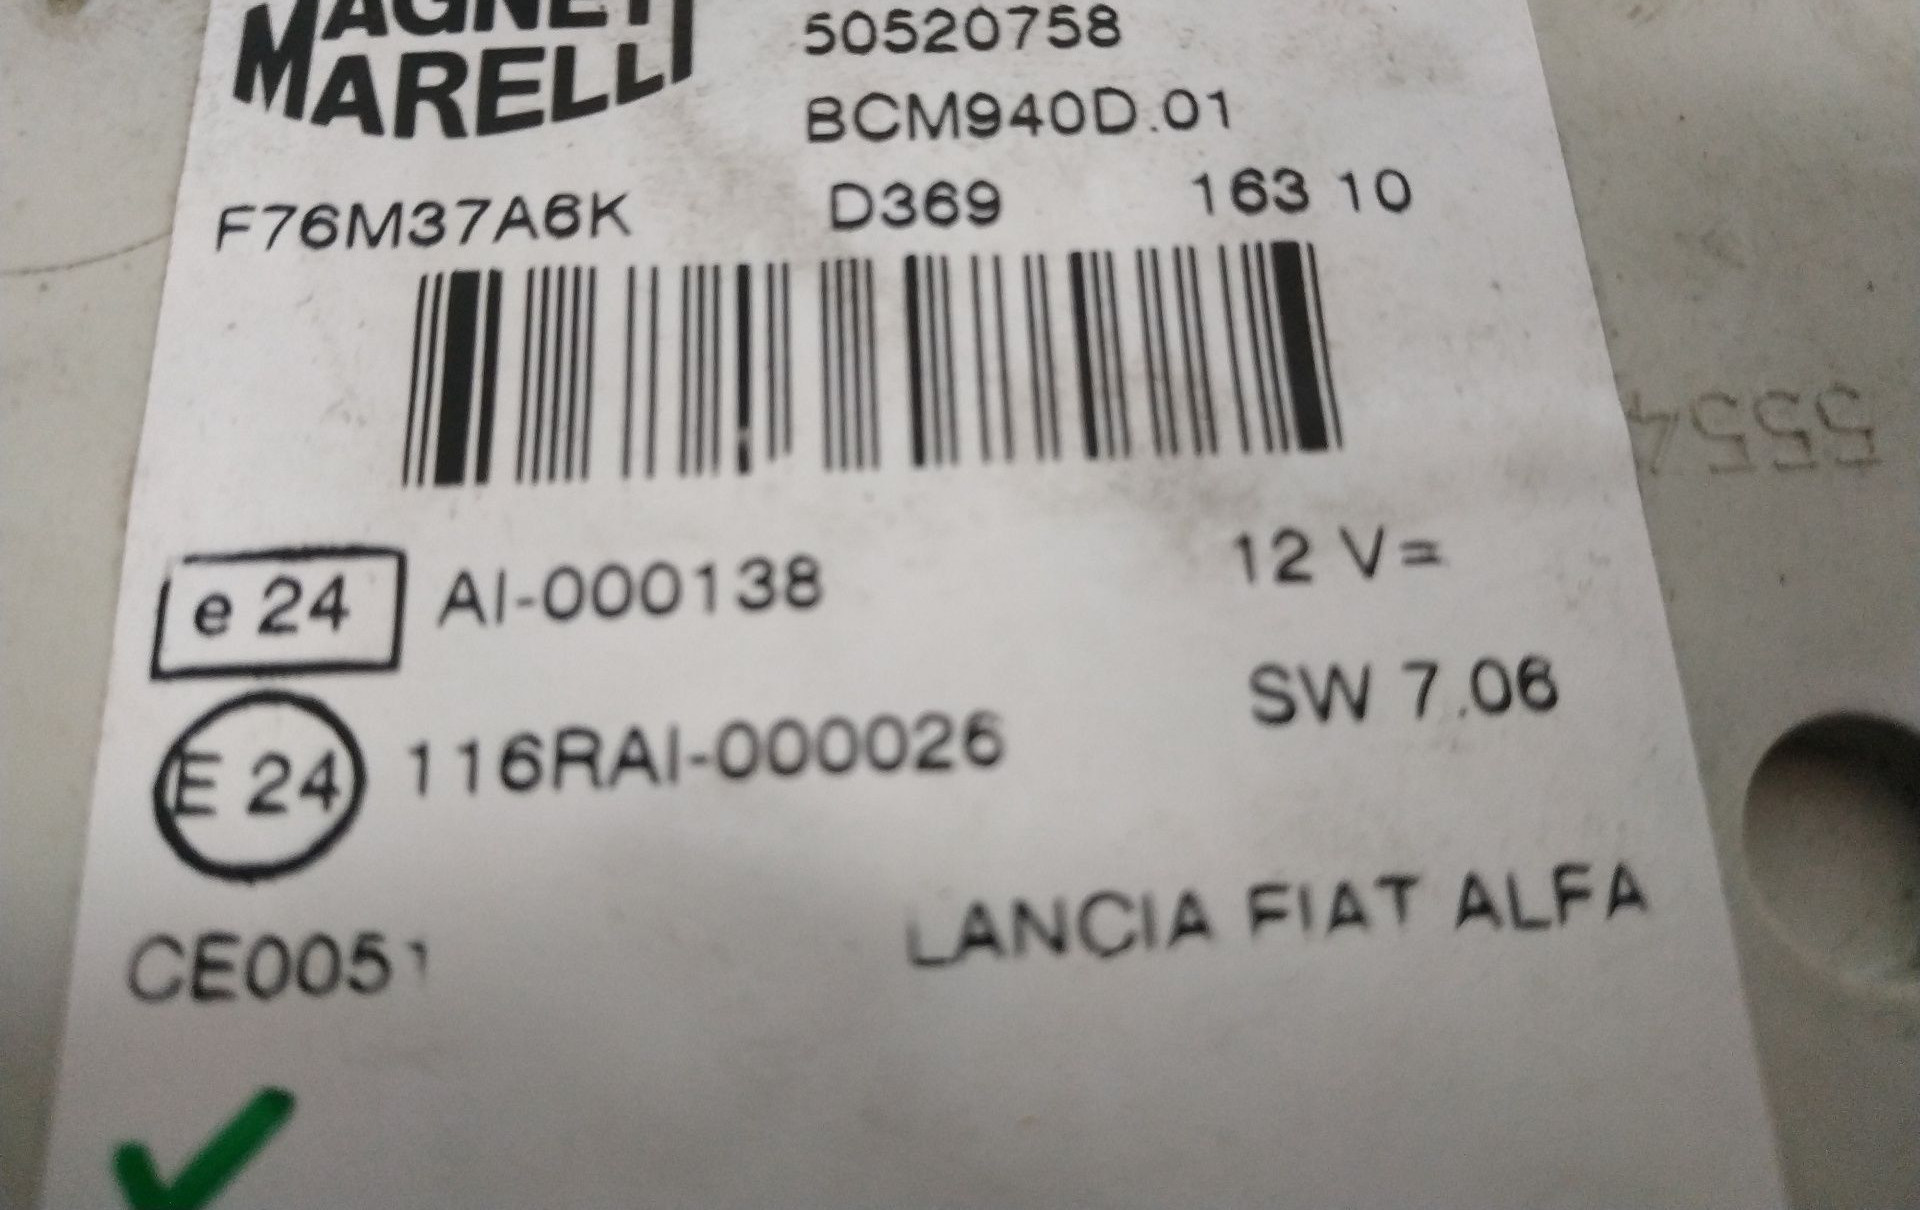 MAGNETI
MARELLI
50520758
BCM940D.01
F76M37A6K D369 163 10
e 24 AI-000138 12 V=
SW 7.06
E 24 116RAI-000026
CE0051
LANCIA FIAT ALFA
5554